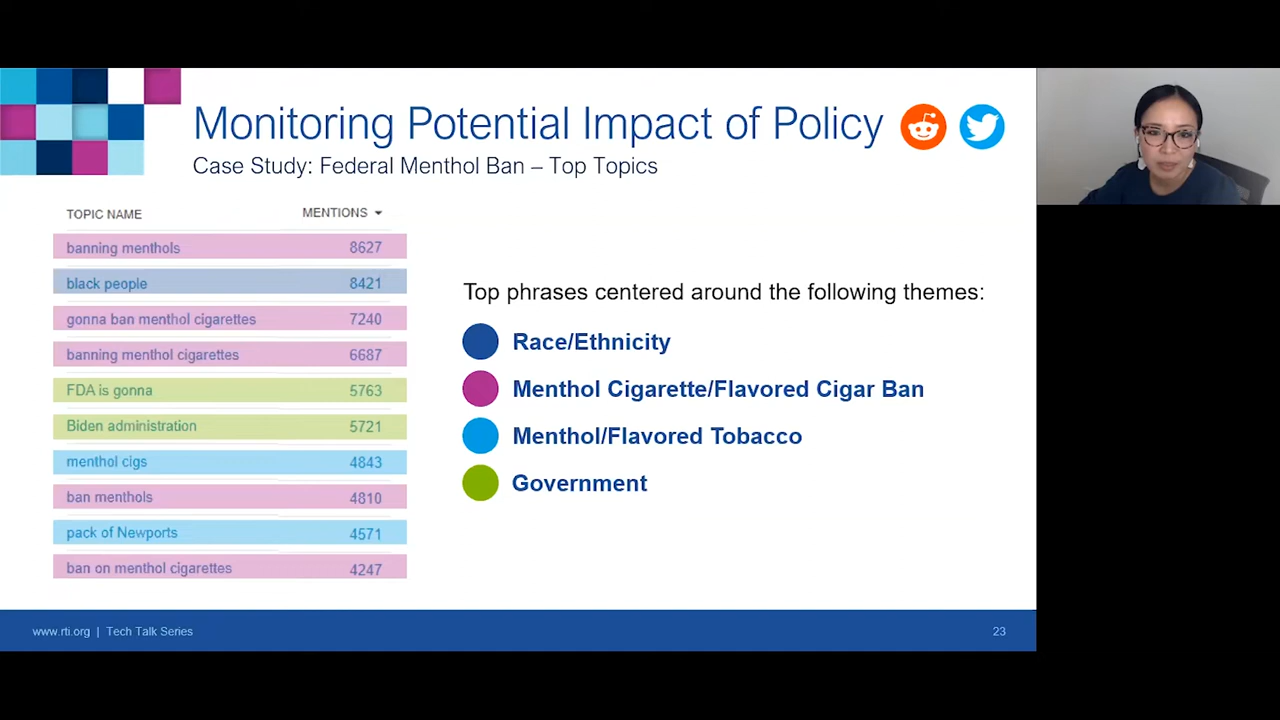 Monitoring Potential Impact of Policy
Case Study: Federal Menthol Ban – Top Topics
TOPIC NAME MENTIONS
banning menthols 8627
black people 8421
gonna ban menthol cigarettes 7240
banning menthol cigarettes 6687
FDA is gonna 5763
Biden administration 5721
menthol cigs 4843
ban menthols 4810
pack of Newports 4571
ban on menthol cigarettes 4247
Top phrases centered around the following themes:
Race/Ethnicity
Menthol Cigarette/Flavored Cigar Ban
Menthol/Flavored Tobacco
Government
www.rti.org | Tech Talk Series 23